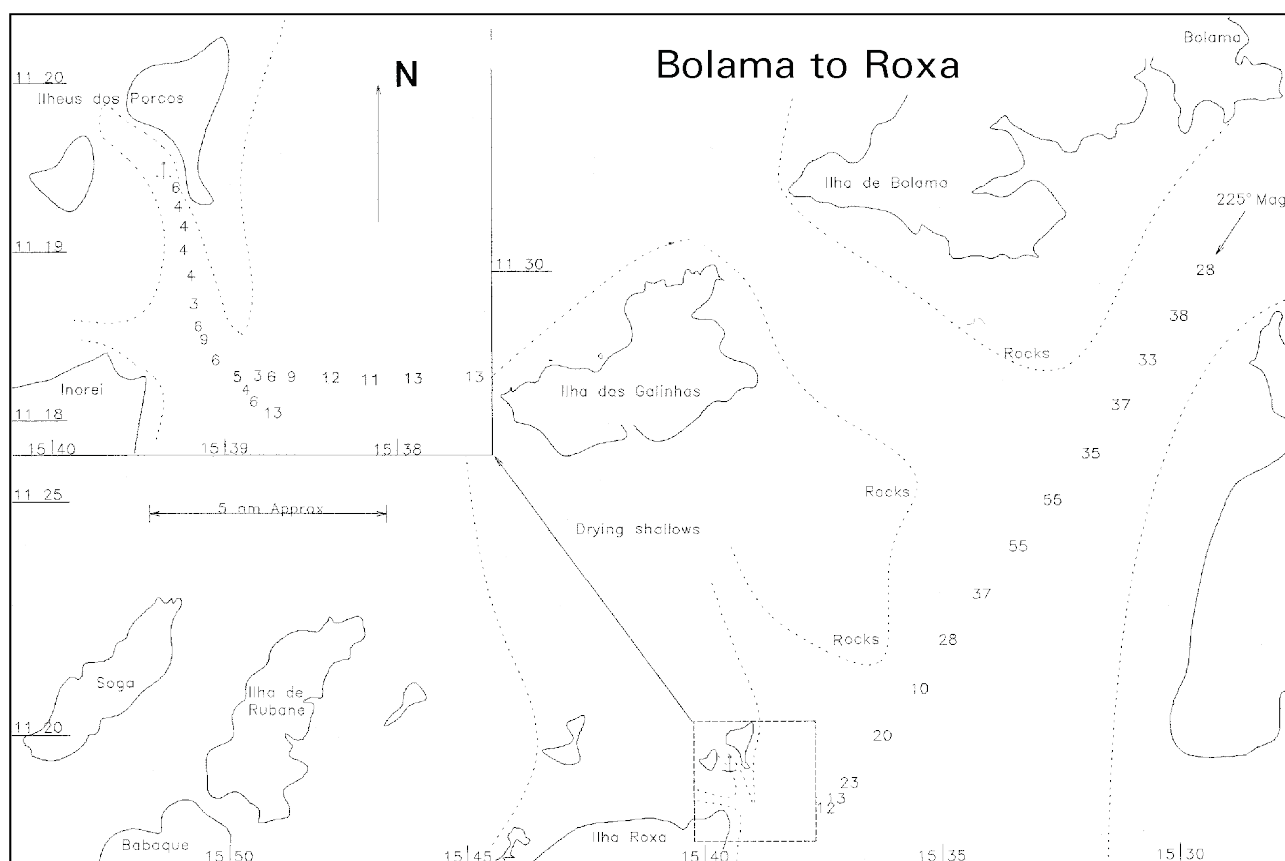 Bolama to Roxa
N
Bolama
11 20
Ilheus dos Porcos
Ilha de Bolama
225° Mag
6
4
4
11 19
4
4
3
6
9
6
11 30
28
38
33
Rocks
37
5 3 6 9 12 11 13 13
4
6
13
Inorei
11 18
15 40
15 39
15 38
Ilha das Galinhas
35
11 25
5 nm Approx
Rocks
55
Drying shallows
55
37
Rocks
28
Soga
Ilha de
Rubane
10
11 20
20
23
13
12
Ilha Roxa
Babaque
15 50
15 45
15 40
15 35
15 30